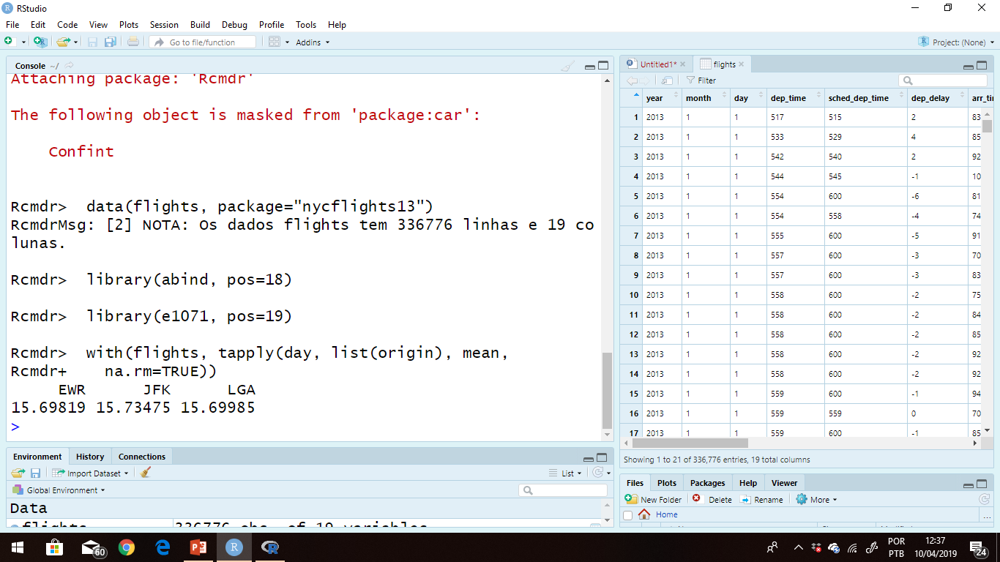 RStudio
File Edit Code View Plots Session Build Debug Profile Tools Help
Go to file/function Addins Project: (None)
Console ~/
Attaching package: 'Rcmdr'
The following object is masked from 'package:car':
Confint
Rcmdr> data(flights, package="nycflights13")
RcmdrMsg: [2] NOTA: Os dados flights tem 336776 linhas e 19 co
lunas.
Rcmdr> library(abind, pos=18)
Rcmdr> library(e1071, pos=19)
Rcmdr> with(flights, tapply(day, list(origin), mean,
Rcmdr+ na.rm=TRUE))
EWR JFK LGA
15.69819 15.73475 15.69985
>
Environment History Connections
Import Dataset List
Global Environment
Data
flights 336776 obs. of 19 variables
Untitled1* flights
Filter
year month day dep_time sched_dep_time dep_delay arr_ti
1 2013 1 1 517 515 2 83
2 2013 1 1 533 529 4 85
3 2013 1 1 542 540 2 92
4 2013 1 1 544 545 -1 10
5 2013 1 1 554 600 -6 81
6 2013 1 1 554 558 -4 74
7 2013 1 1 555 600 -5 91
8 2013 1 1 557 600 -3 70
9 2013 1 1 557 600 -3 83
10 2013 1 1 558 600 -2 75
11 2013 1 1 558 600 -2 84
12 2013 1 1 558 600 -2 85
13 2013 1 1 558 600 -2 92
14 2013 1 1 558 600 -2 92
15 2013 1 1 559 600 -1 94
16 2013 1 1 559 559 0 70
17 2013 1 1 559 600 -1 85
Showing 1 to 21 of 336,776 entries, 19 total columns
Files Plots Packages Help Viewer
New Folder Delete Rename More
Home ...
60
POR
PTB
12:37
10/04/2019
24